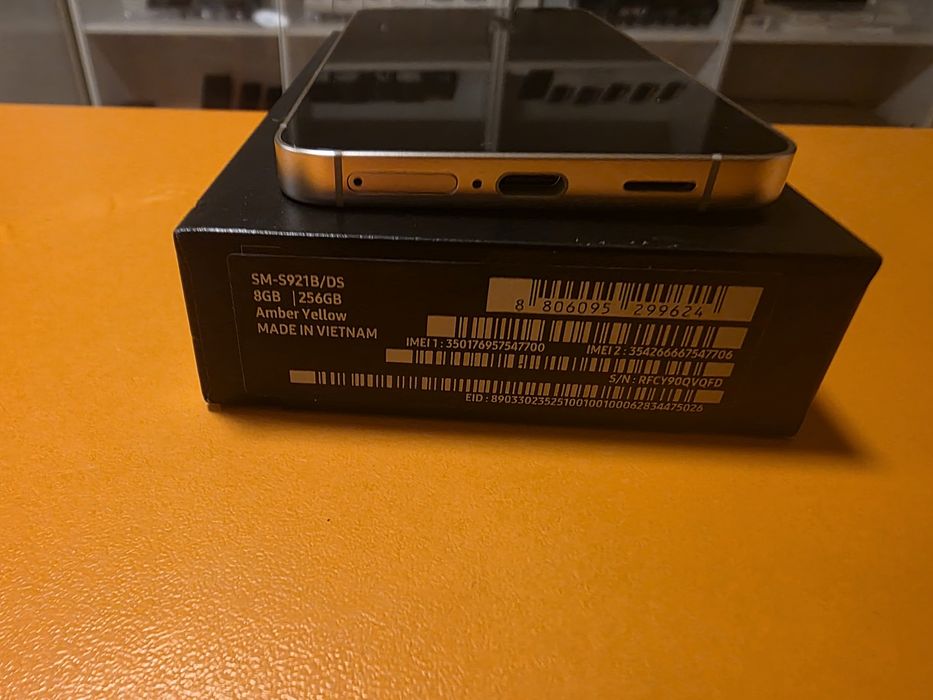 SM-S921B/DS
8GB | 256GB
Amber Yellow
MADE IN VIETNAM
8 806095 299624
IMEI 1 : 350176957547700 IMEI 2 : 354266667547706
S/N : RFCY90QVQFD
EID : 89033023525100100100062834475026